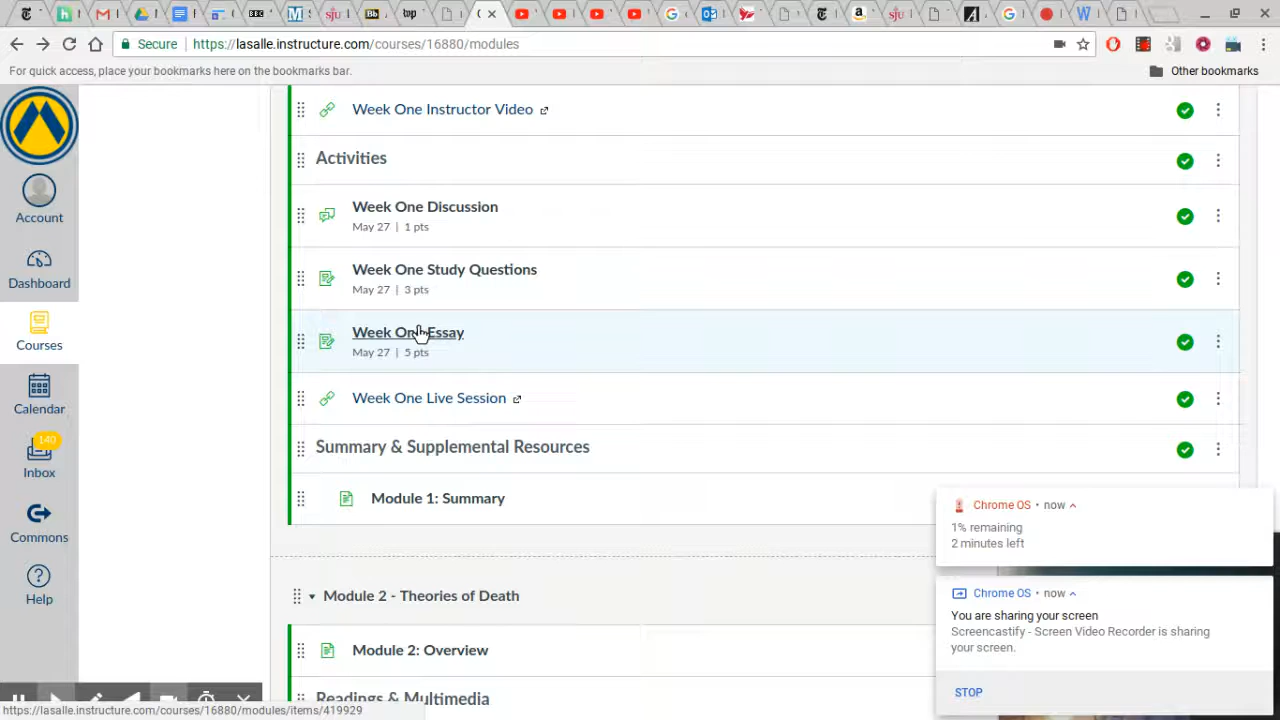 Secure
https://lasalle.instructure.com/courses/16880/modules
For quick access, place your bookmarks here on the bookmarks bar.
Other bookmarks
Account
Dashboard
Courses
Calendar
140
Inbox
Commons
Help
Week One Instructor Video
Activities
Week One Discussion
May 27 | 1 pts
Week One Study Questions
May 27 | 3 pts
Week One Essay
May 27 | 5 pts
Week One Live Session
Summary & Supplemental Resources
Module 1: Summary
Module 2 - Theories of Death
Module 2: Overview
Readings & Multimedia
Chrome OS • now
1% remaining
2 minutes left
Chrome OS • now
You are sharing your screen
Screencastify - Screen Video Recorder is sharing
your screen.
STOP
https://lasalle.instructure.com/courses/16880/modules/items/419929